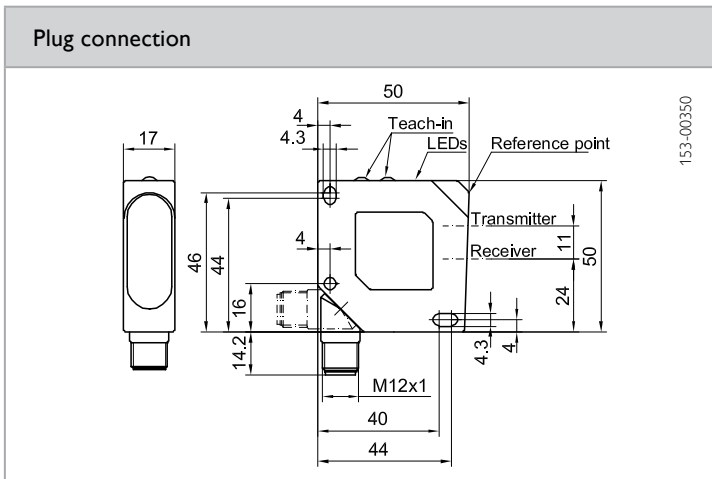 Plug connection
50
4
Teach-in
4.3
LEDs
Reference point
153-00350
17
Transmitter
4
46
44
11
50
Receiver
16
24
14.2
4.3
4
M12x1
40
44